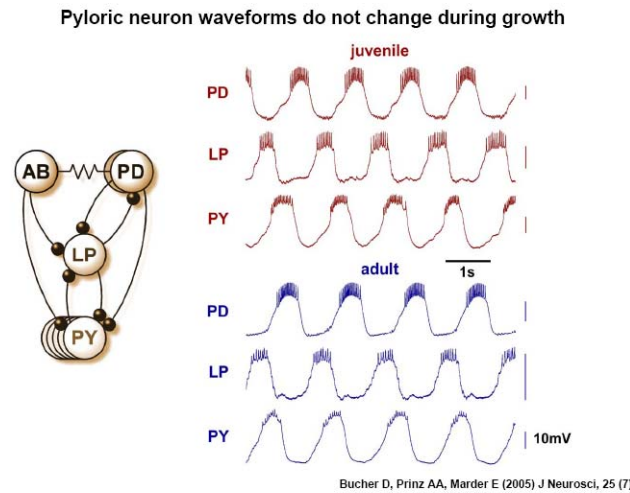 Pyloric neuron waveforms do not change during growth
juvenile
PD
LP
PY
1s
adult
PD
LP
PY
10mV
AB
PD
LP
PY
Bucher D, Prinz AA, Marder E (2005) J Neurosci, 25 (7)